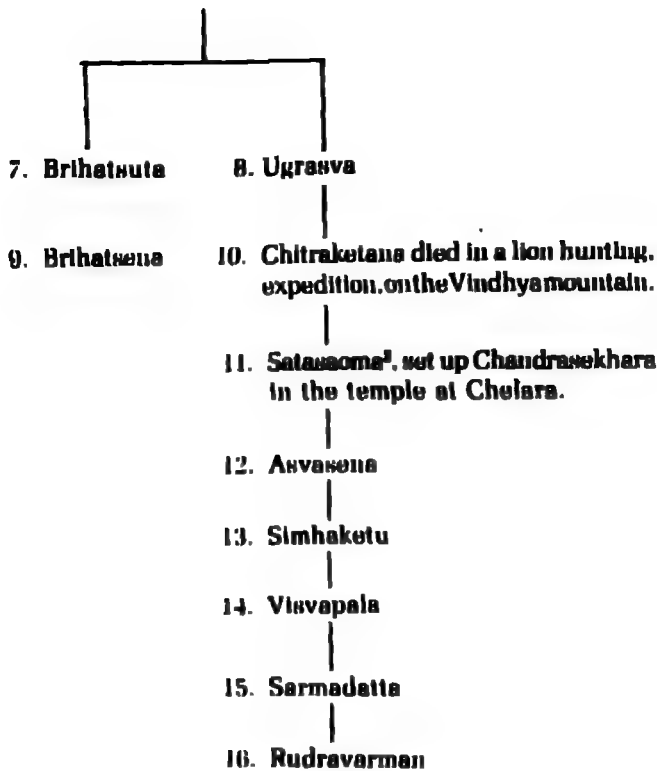 7. Brihatsuta 8. Ugrasva
9. Brihatsena 10. Chitraketana died in a lion hunting,
expedition, on the Vindhya mountain.
11. Satasaoma³, set up Chandrasekhara
in the temple at Chelara.
12. Asvasena
13. Simhaketu
14. Visvapala
15. Sarmadatta
16. Rudravarman